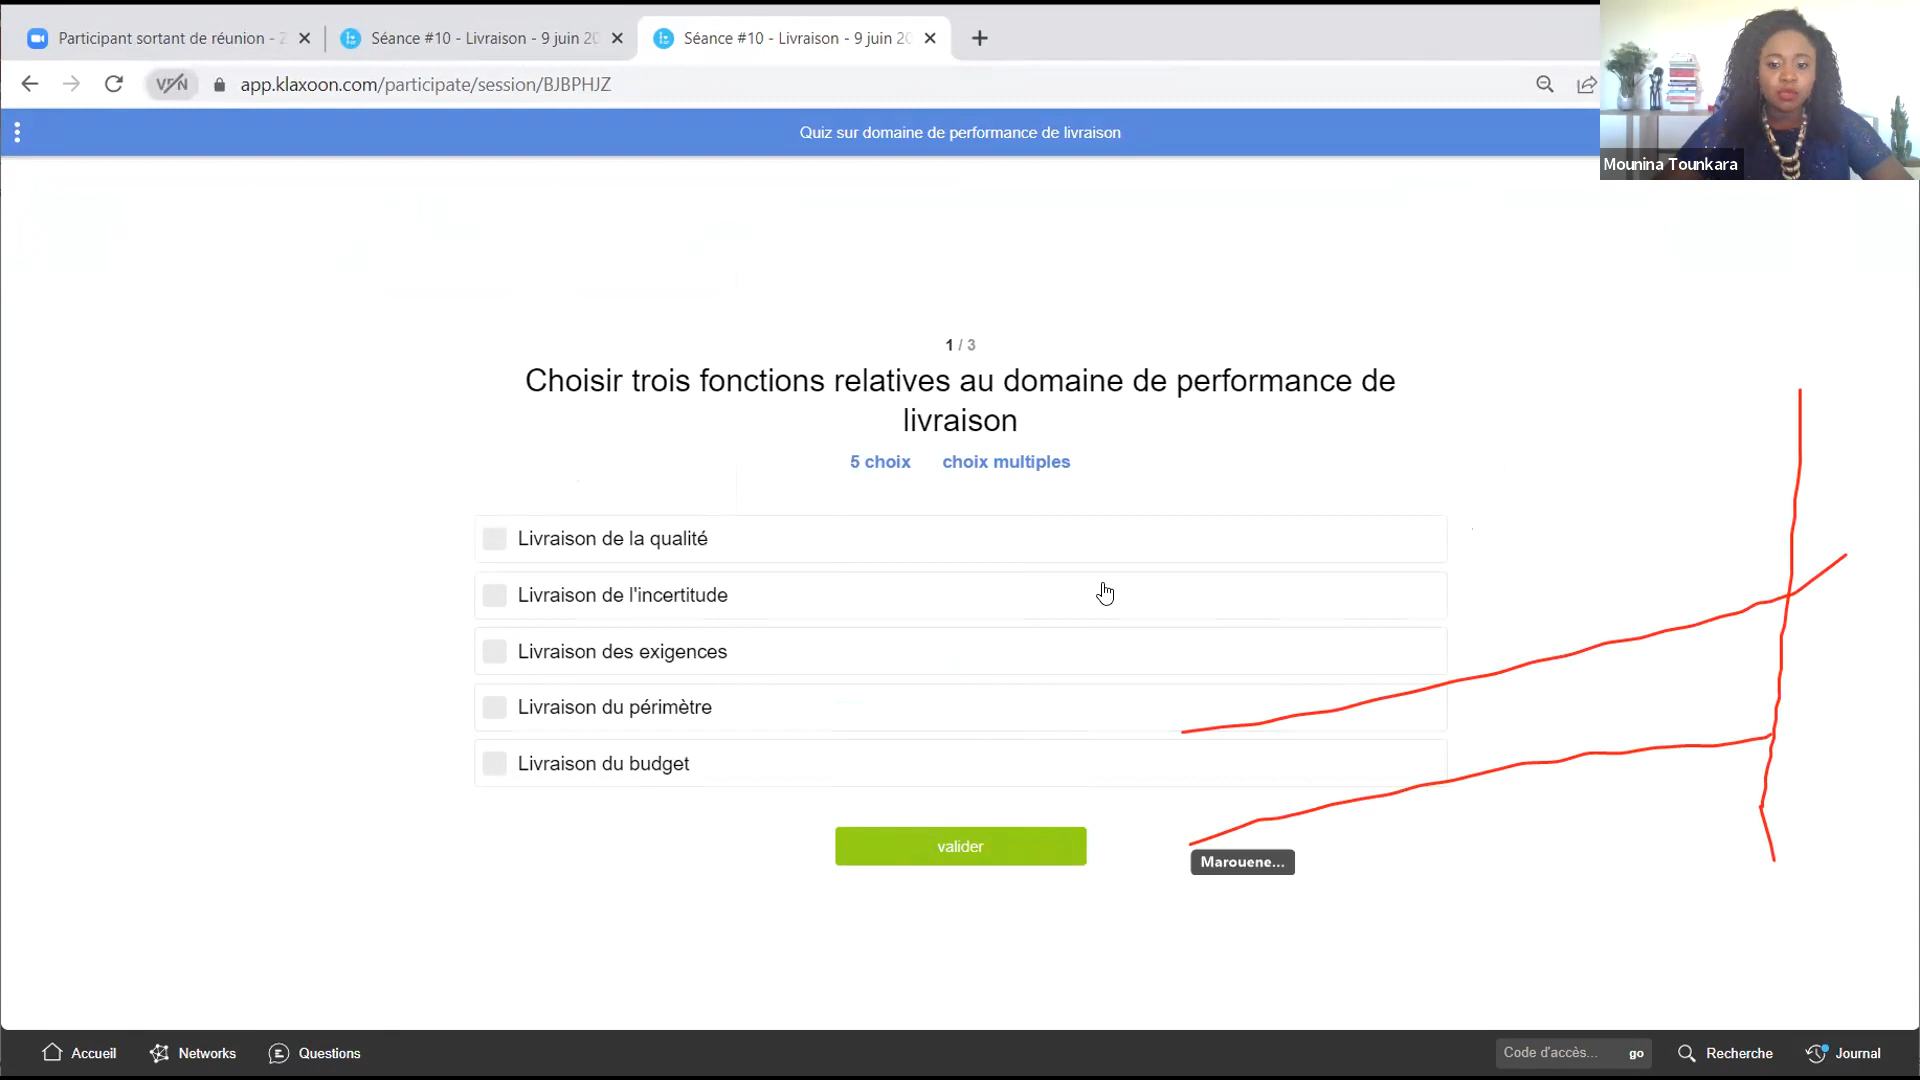 Participant sortant de réunion - Z
Séance #10 - Livraison - 9 juin 20
Séance #10 - Livraison - 9 juin 20
VPN
app.klaxoon.com/participate/session/BJBPHJZ
Quiz sur domaine de performance de livraison
Mounina Tounkara
1 / 3
Choisir trois fonctions relatives au domaine de performance de
livraison
5 choix choix multiples
Livraison de la qualité
Livraison de l'incertitude
Livraison des exigences
Livraison du périmètre
Livraison du budget
valider
Marouene...
Accueil Networks Questions Code d'accès... go Recherche Journal